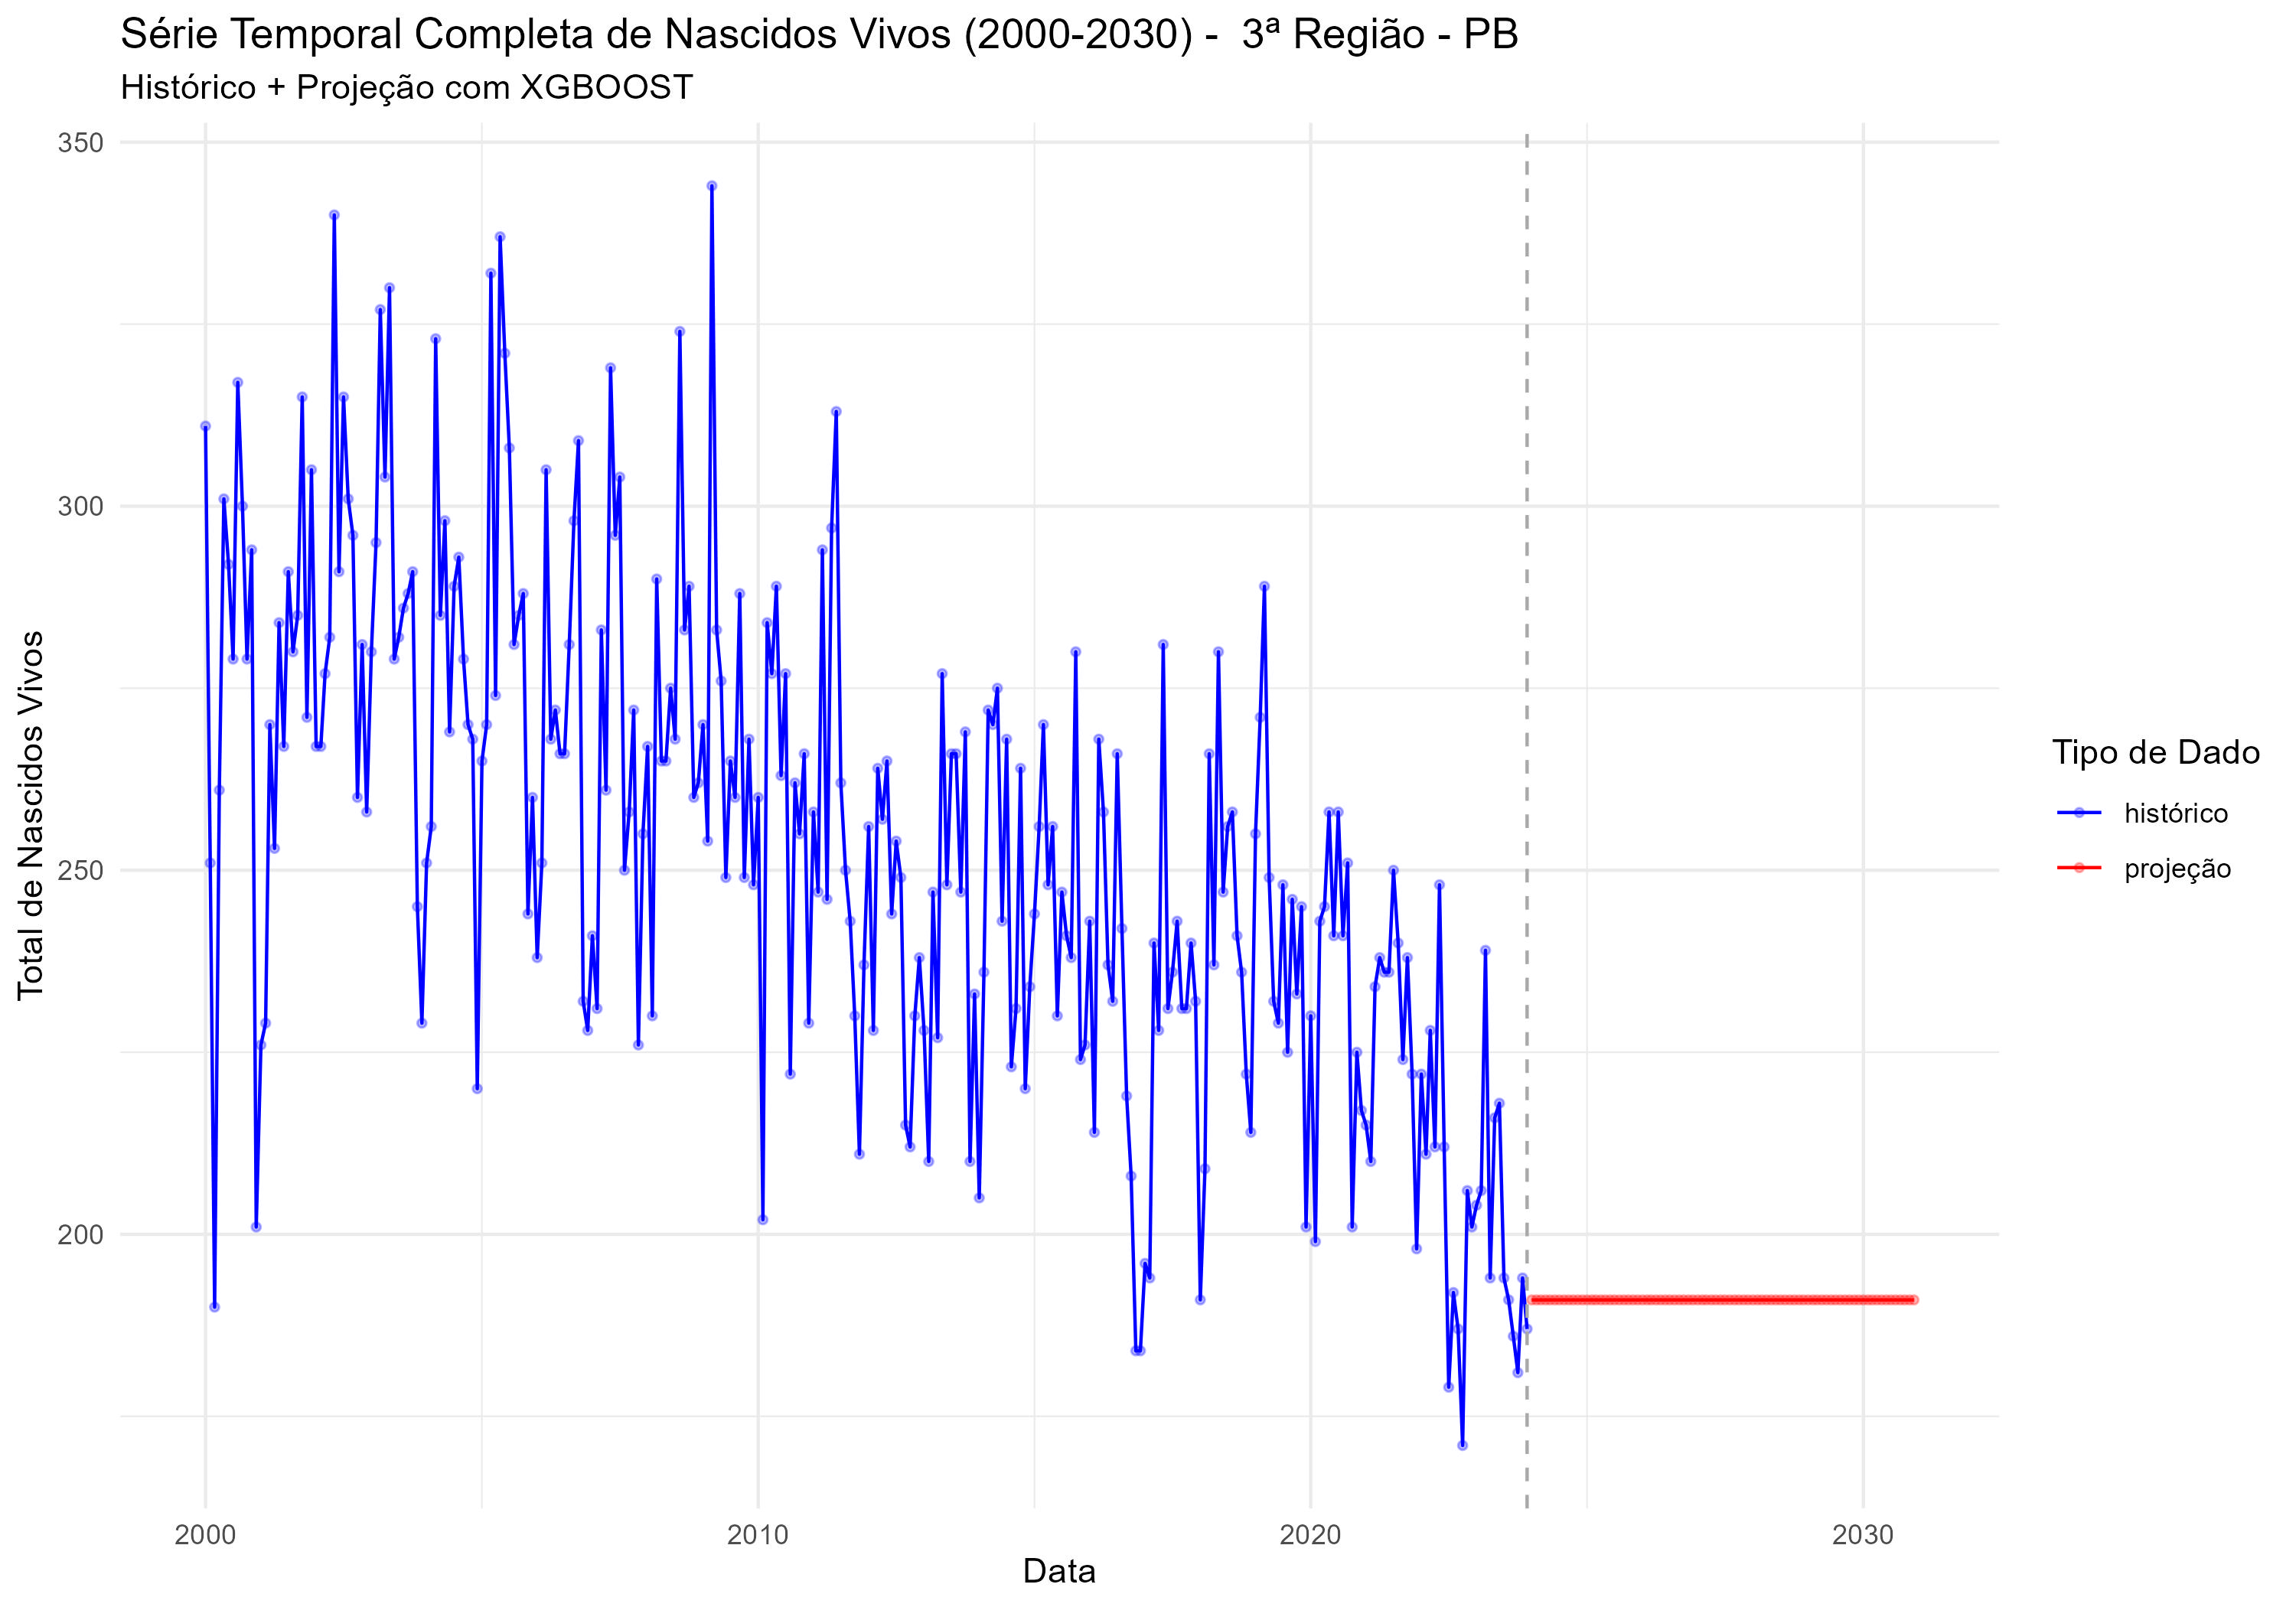 Série Temporal Completa de Nascidos Vivos (2000-2030) -  3ª Região - PB
Histórico + Projeção com XGBOOST
Total de Nascidos Vivos
350
300
250
200
2000
2010
2020
2030
Data
Tipo de Dado
histórico
projeção